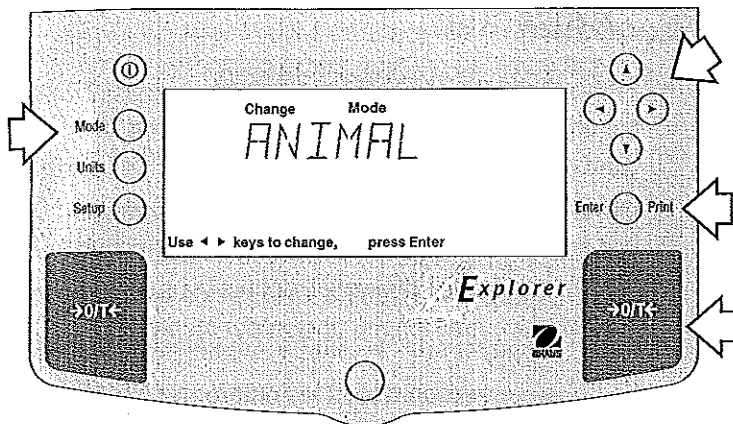 Change Mode
ANIMAL
Mode
Units
Setup
Enter Print
Use ◄ ► keys to change, press Enter
Explorer
→0/T←
→0/T←
OHAUS